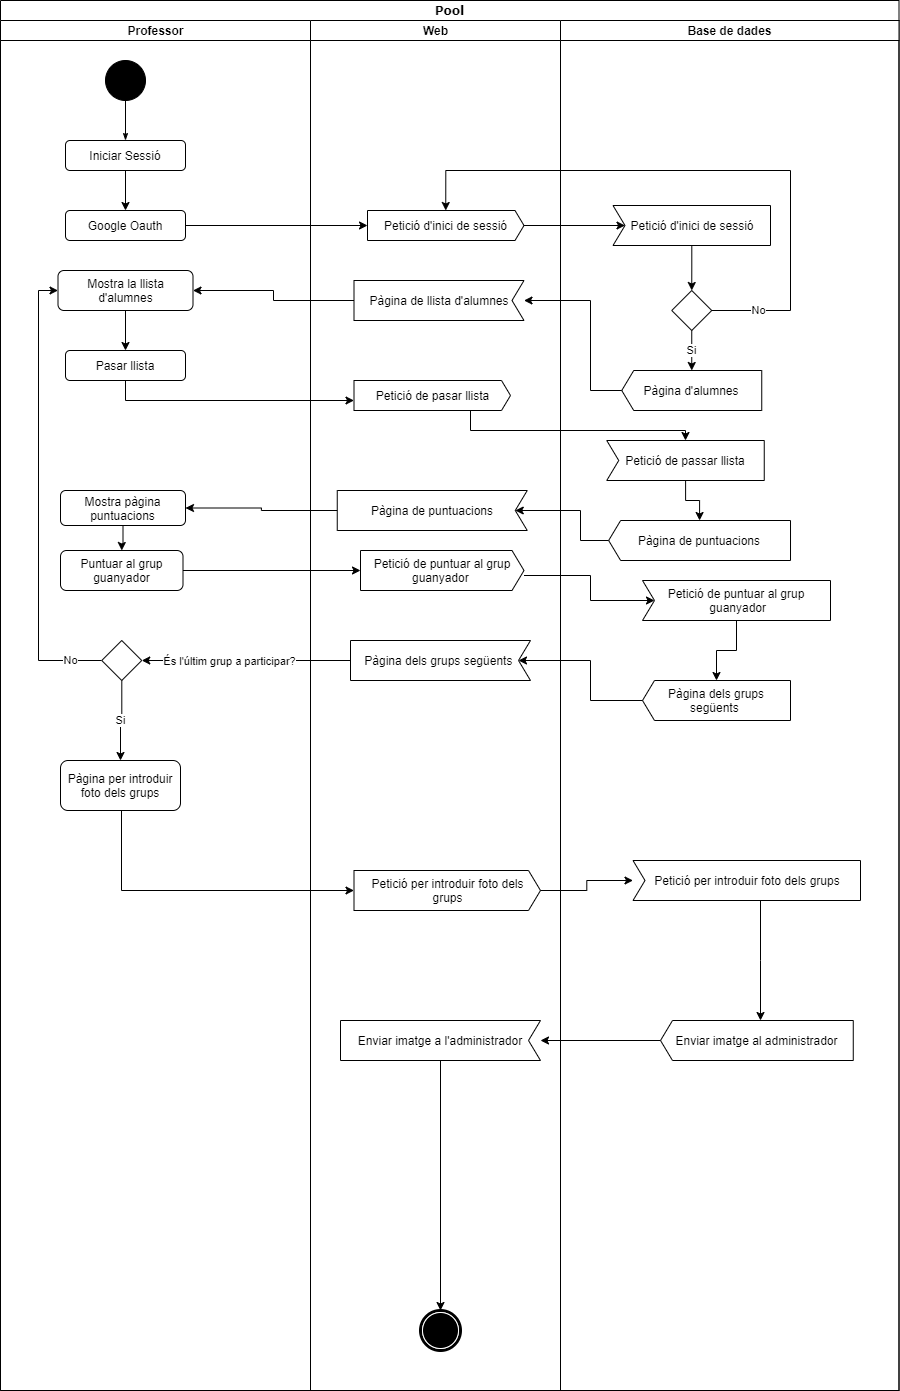 Pool
Professor
Web
Base de dades
Iniciar Sessió
Google Oauth
Petició d'inici de sessió
Petició d'inici de sessió
Mostra la llista
d'alumnes
Pàgina de llista d'alumnes
No
Si
Pasar llista
Petició de pasar llista
Pàgina d'alumnes
Petició de passar llista
Mostra pàgina
puntuacions
Pàgina de puntuacions
Pàgina de puntuacions
Puntuar al grup
guanyador
Petició de puntuar al grup
guanyador
Petició de puntuar al grup
guanyador
No
És l'últim grup a participar?
Pàgina dels grups següents
Pàgina dels grups
següents
Si
Pàgina per introduir
foto dels grups
Petició per introduir foto dels
grups
Petició per introduir foto dels grups
Enviar imatge a l'administrador
Enviar imatge al administrador